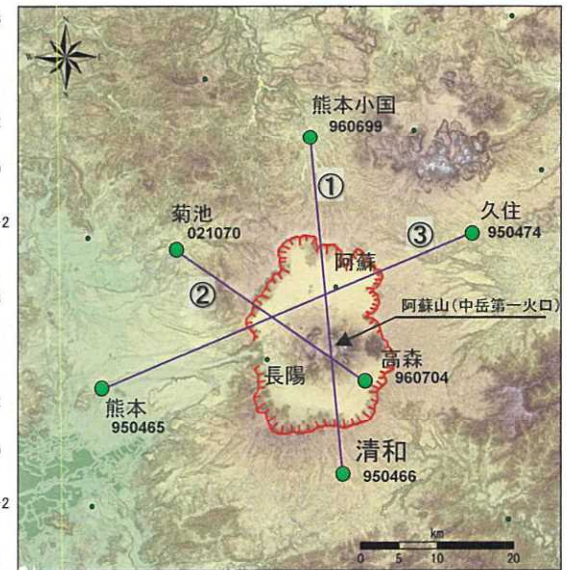 熊本小国
960699
①
菊池
021070
久住
950474
③
阿蘇
②
阿蘇山(中岳第一火口)
長陽
高森
960704
熊本
950465
清和
950466
km
0 5 10 20